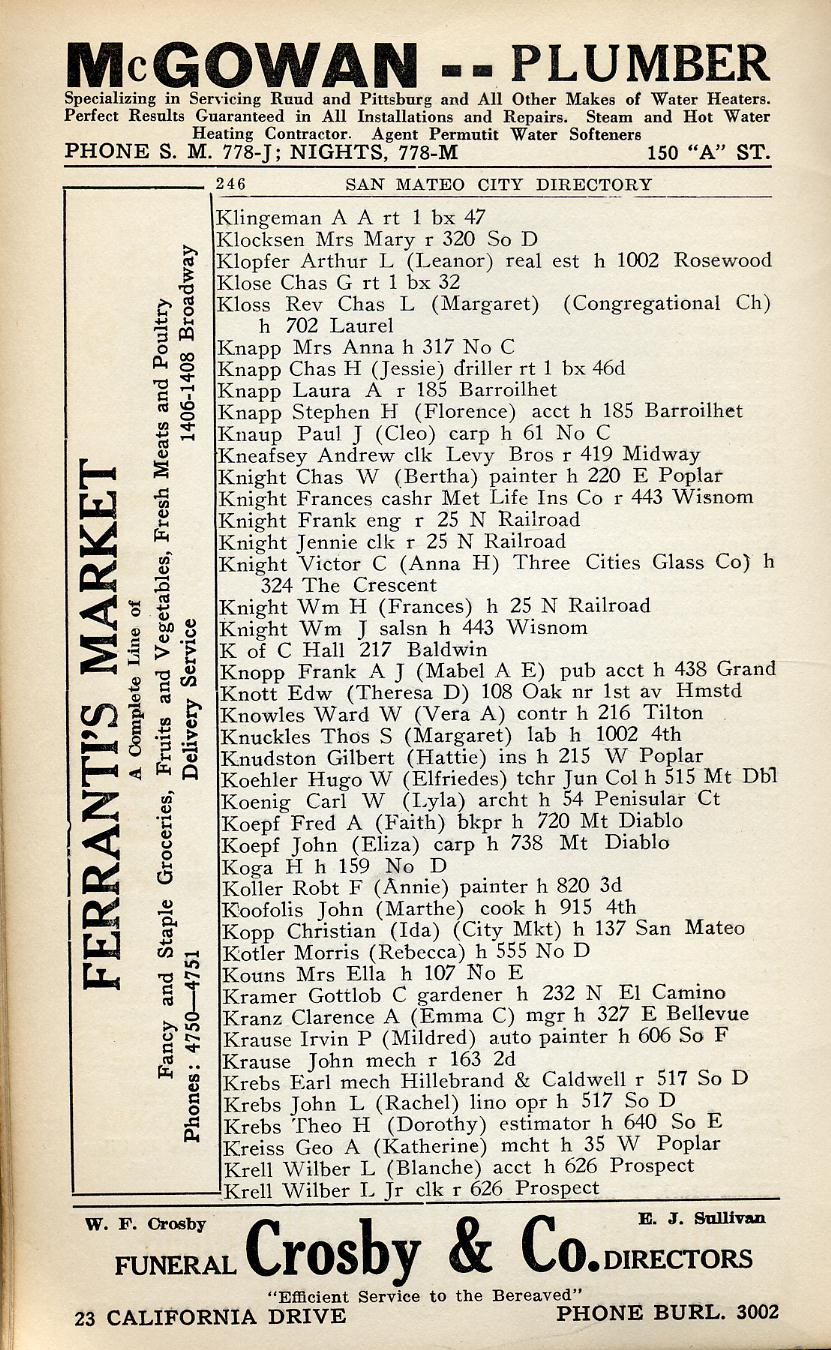 McGOWAN -- PLUMBER
Specializing in Servicing Ruud and Pittsburg and All Other Makes of Water Heaters.
Perfect Results Guaranteed in All Installations and Repairs. Steam and Hot Water
Heating Contractor. Agent Permutit Water Softeners
PHONE S. M. 778-J; NIGHTS, 778-M 150 "A" ST.
246 SAN MATEO CITY DIRECTORY
FERRANTI'S MARKET
A Complete Line of
Fancy and Staple Groceries, Fruits and Vegetables, Fresh Meats and Poultry
Phones: 4750—4751 Delivery Service 1406-1408 Broadway
Klingeman A A rt 1 bx 47
Klocksen Mrs Mary r 320 So D
Klopfer Arthur L (Leanor) real est h 1002 Rosewood
Klose Chas G rt 1 bx 32
Kloss Rev Chas L (Margaret) (Congregational Ch)
h 702 Laurel
Knapp Mrs Anna h 317 No C
Knapp Chas H (Jessie) driller rt 1 bx 46d
Knapp Laura A r 185 Barroilhet
Knapp Stephen H (Florence) acct h 185 Barroilhet
Knaup Paul J (Cleo) carp h 61 No C
Kneafsey Andrew clk Levy Bros r 419 Midway
Knight Chas W (Bertha) painter h 220 E Poplar
Knight Frances cashr Met Life Ins Co r 443 Wisnom
Knight Frank eng r 25 N Railroad
Knight Jennie clk r 25 N Railroad
Knight Victor C (Anna H) Three Cities Glass Co) h
324 The Crescent
Knight Wm H (Frances) h 25 N Railroad
Knight Wm J salsn h 443 Wisnom
K of C Hall 217 Baldwin
Knopp Frank A J (Mabel A E) pub acct h 438 Grand
Knott Edw (Theresa D) 108 Oak nr 1st av Hmstd
Knowles Ward W (Vera A) contr h 216 Tilton
Knuckles Thos S (Margaret) lab h 1002 4th
Knudston Gilbert (Hattie) ins h 215 W Poplar
Koehler Hugo W (Elfriedes) tchr Jun Col h 515 Mt Dbl
Koenig Carl W (Lyla) archt h 54 Penisular Ct
Koepf Fred A (Faith) bkpr h 720 Mt Diablo
Koepf John (Eliza) carp h 738 Mt Diablo
Koga H h 159 No D
Koller Robt F (Annie) painter h 820 3d
Koofolis John (Marthe) cook h 915 4th
Kopp Christian (Ida) (City Mkt) h 137 San Mateo
Kotler Morris (Rebecca) h 555 No D
Kouns Mrs Ella h 107 No E
Kramer Gottlob C gardener h 232 N El Camino
Kranz Clarence A (Emma C) mgr h 327 E Bellevue
Krause Irvin P (Mildred) auto painter h 606 So F
Krause John mech r 163 2d
Krebs Earl mech Hillebrand & Caldwell r 517 So D
Krebs John L (Rachel) lino opr h 517 So D
Krebs Theo H (Dorothy) estimator h 640 So E
Kreiss Geo A (Katherine) mcht h 35 W Poplar
Krell Wilber L (Blanche) acct h 626 Prospect
Krell Wilber L Jr clk r 626 Prospect
W. F. Crosby E. J. Sullivan
FUNERAL Crosby & Co. DIRECTORS
"Efficient Service to the Bereaved"
23 CALIFORNIA DRIVE PHONE BURL. 3002